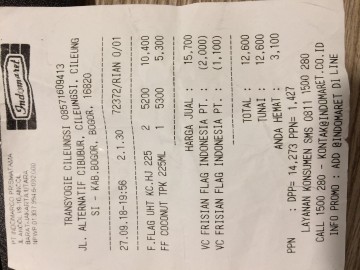 Indomaret
PT INDOMARCO PRISMATAMA
TRANSYOGIE CILEUNGSI 08571609413
JL. ALTERNATIF CIBUBUR, CILEUNGSI, CILEUNG
SI - KAB.BOGOR, BOGOR, 16820
27.09.18-19:56 2.1.30 72372/RIAN U/01
F.FLAG UHT KC.HJ 225 2 5200 10,400
FF COCONUT TPK 225ML 1 5300 5,300
HARGA JUAL : 15,700
VC FRISIAN FLAG INDONESIA PT. : (2,000)
VC FRISIAN FLAG INDONESIA PT. : (1,100)
TOTAL : 12,600
TUNAI : 12,600
ANDA HEMAT : 3,100
PPN : DPP= 14,273 PPN= 1,427
LAYANAN KONSUMEN SMS 0811 1500 280
CALL 1500 280 - KONTAK@INDOMARET.CO.ID
INFO PROMO : ADD @INDOMARET DI LINE